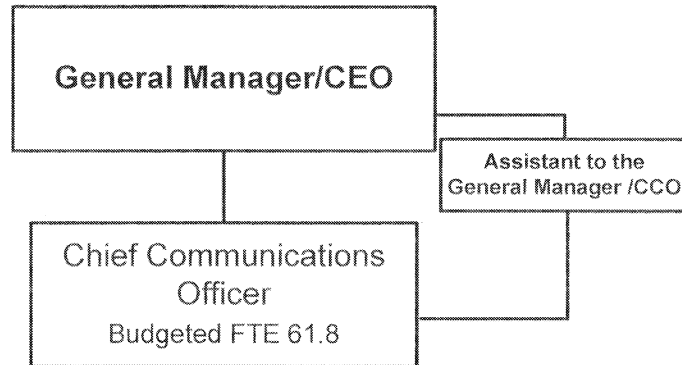 General Manager/CEO
Assistant to the
General Manager /CCO
Chief Communications
Officer
Budgeted FTE 61.8